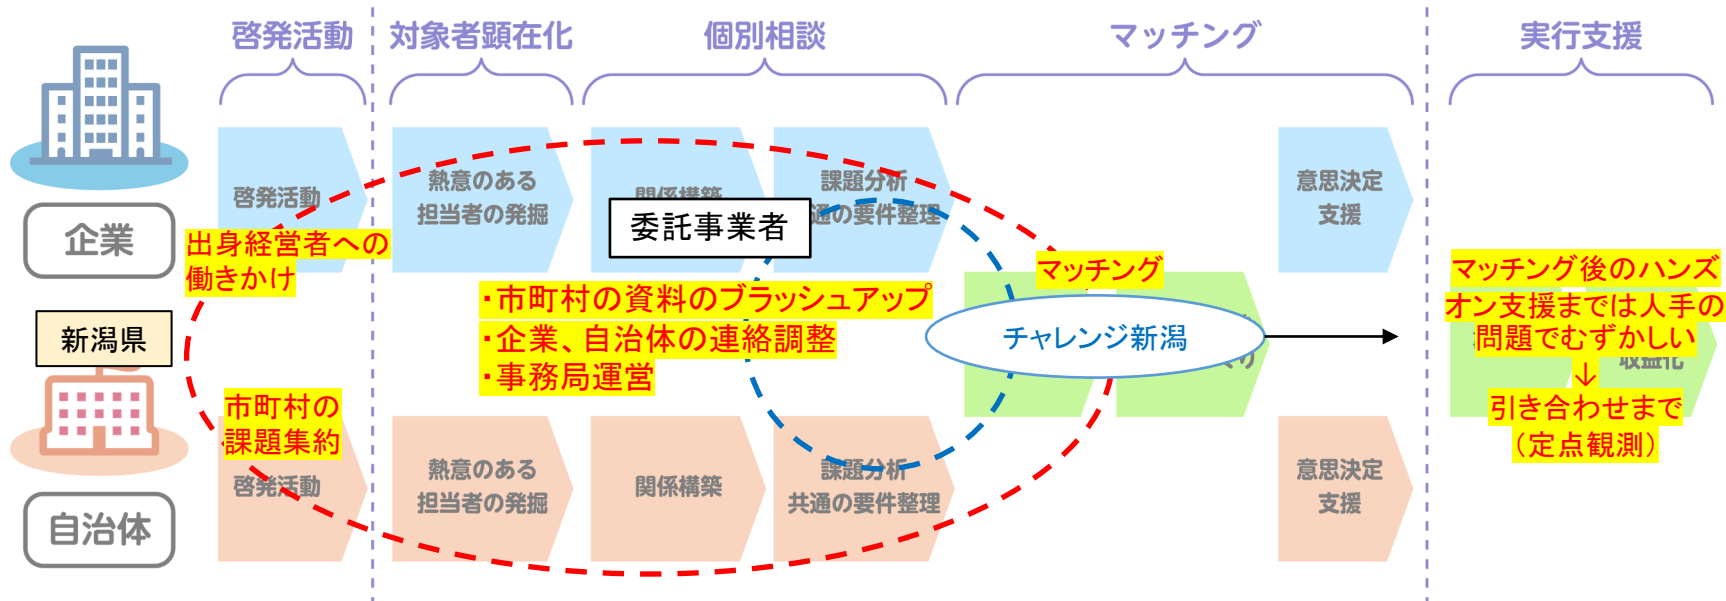 啓発活動
対象者顕在化
個別相談
マッチング
実行支援
企業
啓発活動
熱意のある
担当者の発掘
関係構築
課題分析
通の要件整理
意思決定
支援
委託事業者
出身経営者への
働きかけ
マッチング
・市町村の資料のブラッシュアップ
・企業、自治体の連絡調整
・事務局運営
チャレンジ新潟
マッチング後のハンズ
オン支援までは人手の
問題でむずかしい
↓
引き合わせまで
(定点観測)
収益化
新潟県
市町村の
課題集約
自治体
啓発活動
熱意のある
担当者の発掘
関係構築
課題分析
共通の要件整理
意思決定
支援